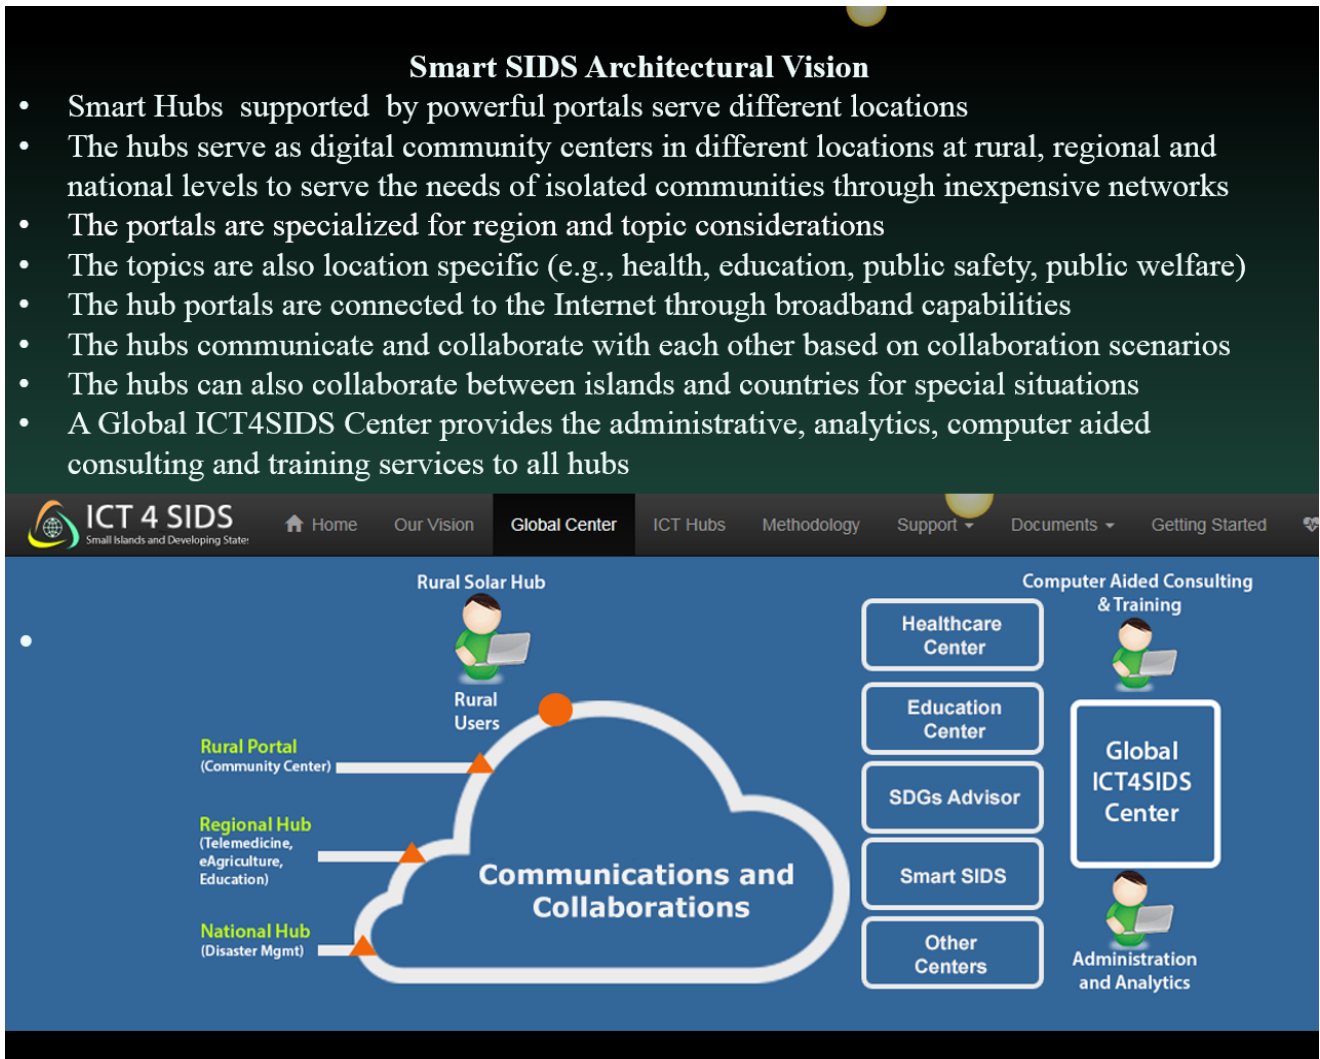 Smart SIDS Architectural Vision
• Smart Hubs supported by powerful portals serve different locations
• The hubs serve as digital community centers in different locations at rural, regional and
national levels to serve the needs of isolated communities through inexpensive networks
• The portals are specialized for region and topic considerations
• The topics are also location specific (e.g., health, education, public safety, public welfare)
• The hub portals are connected to the Internet through broadband capabilities
• The hubs communicate and collaborate with each other based on collaboration scenarios
• The hubs can also collaborate between islands and countries for special situations
• A Global ICT4SIDS Center provides the administrative, analytics, computer aided
consulting and training services to all hubs
ICT 4 SIDS
Small Islands and Developing States
Home Our Vision Global Center ICT Hubs Methodology Support Documents Getting Started
Rural Solar Hub
Rural
Users
Rural Portal
(Community Center)
Regional Hub
(Telemedicine,
eAgriculture,
Education)
National Hub
(Disaster Mgmt)
Communications and
Collaborations
Healthcare
Center
Education
Center
SDGs Advisor
Smart SIDS
Other
Centers
Computer Aided Consulting
& Training
Global
ICT4SIDS
Center
Administration
and Analytics